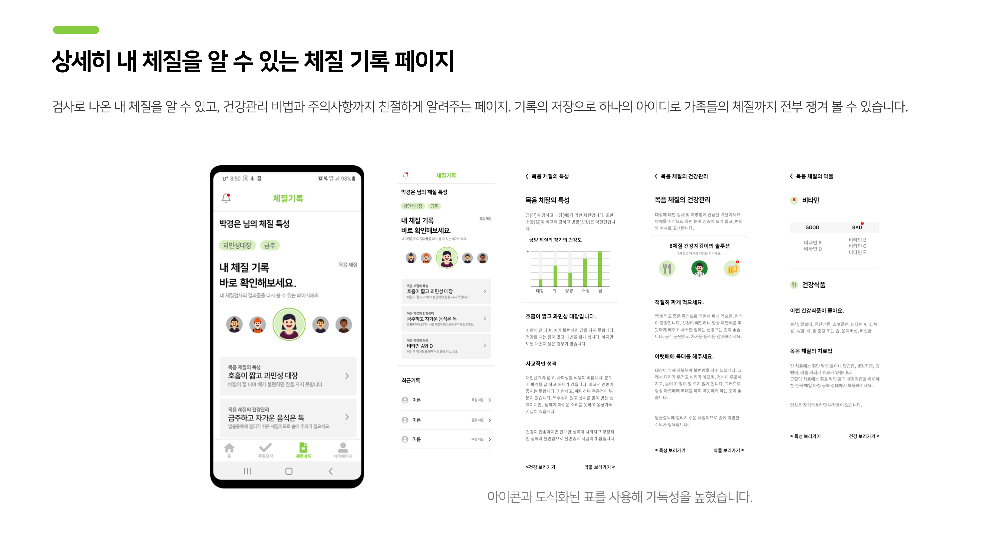 상세히 내 체질을 알 수 있는 체질 기록 페이지
검사로 나온 내 체질을 알 수 있고, 건강관리 비법과 주의사항까지 친절하게 알려주는 페이지. 기록의 저장으로 하나의 아이디로 가족들의 체질까지 전부 챙겨 볼 수 있습니다.
U+ 8:50
98%
체질기록
박경은 님의 체질 특성
과민성대장 금주
내 체질 기록
목음 체질
바로 확인해보세요.
내 체질검사의 결과들을 다시 볼 수 있는 페이지에요.
목음 체질의 특성
호흡이 짧고 과민성 대장
배탈이 잘 나며 배가 불편하면 잠을 자지 못합니다.
목음 체질의 건강관리
금주하고 차가운 음식은 독
알콜중독에 걸리기 쉬운 체질이므로 술에 주의가 필요해요.
홈 체질검사 체질기록 마이페이지
체질기록
박경은 님의 체질 특성
과민성대장 금주
내 체질 기록
목음 체질
바로 확인해보세요.
내 체질검사의 결과들을 다시 볼 수 있는 페이지에요.
목음 체질의 특성
호흡이 짧고 과민성 대장
배탈이 잘 나며 배가 불편하면 잠을 자지 못합니다.
목음 체질의 건강관리
금주하고 차가운 음식은 독
알콜중독에 걸리기 쉬운 체질이므로 술에 주의가 필요해요.
목음 체질의 약물
비타민 A와 D
인삼은 장기복용하면 부작용이 있습니다.
최근기록
이름 목음 체질
이름 금양 체질
이름 수양 체질
목음 체질의 특성
목음 체질의 특성
담(간)이 강하고 대장(폐)가 약한 체질입니다. 또한,
소장(심)이 비교적 강하고 방광(신장)은 약한편입니
다.
금양 체질의 장기의 건강도
+
대장 위 방광 소장 담
호흡이 짧고 과민성 대장입니다.
배탈이 잘 나며, 배가 불편하면 잠을 자지 못합니다.
건강할 때는 잠이 많고 대변을 굵게 봅니다. 하지만
보통 대변이 묽은 경우가 많습니다.
사교적인 성격
대인관계가 넓고, 사회생활 적응이 빠릅니다. 분위
기 파악을 잘 하고 허세가 있습니다. 비교적 언변이
좋지는 못합니다. 거만하고, 예민하며 즉흥적인 부
분이 있습니다. 복수심이 있고 상처를 많이 받는 성
격이지만, 남에게 아쉬운 소리를 못하고 몽상가적
기질이 있습니다.
건강이 안좋아지면 관대한 성격이 사라지고 부정적
인 집착과 불안감으로 불면증에 시달리기 쉽습니다.
<건강 보러가기 약물 보러가기 >
목음 체질의 건강관리
목음 체질의 건강관리
대장에 대한 검사 및 예방법에 관심을 기울이세요.
야채를 주식으로 하면 눈에 염증이 오기 쉽고, 변비
와 설사로 고생합니다.
8체질 건강지킴이의 솔루션
8체질로 당신의 건강을 지키세요.
적절히 짜게 먹으세요.
맵게 먹고 좋은 죽염으로 적절히 짜게 먹으면, 면역
이 증강됩니다. 신경이 예민하니 항상 아랫배를 따
뜻하게 해주고 사소한 일에는 신경끄는 것이 좋습
니다. 금주 금연하고 차가운 음식은 삼가해주세요.
아랫배에 복대를 해주세요.
대장이 약해 하복부에 불편함을 자주 느낍니다. 그
래서 다리가 무겁고 허리가 아프며, 정신이 우울해
지고, 몸이 차 잠이 잘 오지 않게 됩니다. 그러므로
항상 아랫배에 복대를 하여 따뜻하게 하는 것이 좋
습니다.
알콜중독에 걸리기 쉬운 체질이므로 술에 각별한
주의가 필요합니다.
< 특성 보러가기 약물 보러가기 >
목음 체질의 약물
비타민
GOOD BAD
비타민 A
비타민 D
비타민 B
비타민 C
비타민 E
건강식품
이런 건강식품이 좋아요.
홍삼, 알로에, 유산균류, 스쿠알렌, 비타민 A, D, 녹
용, 녹혈, 배, 칡 중탕 또는 즙, 운지버섯, 버섯균
목음 체질의 치료법
간 치료에는 칡만 달인 물이나 당근즙, 생감자즙, 굼
벵이, 마늘 커피가 효과가 있습니다.
고혈압 치료에는 칡을 달인 물과 생감자즙을 하루에
한 잔씩 매일 아침 공복 상태에서 복용해주세요.
인삼은 장기복용하면 부작용이 있습니다.
< 특성 보러가기 건강 보러가기 >
아이콘과 도식화된 표를 사용해 가독성을 높혔습니다.